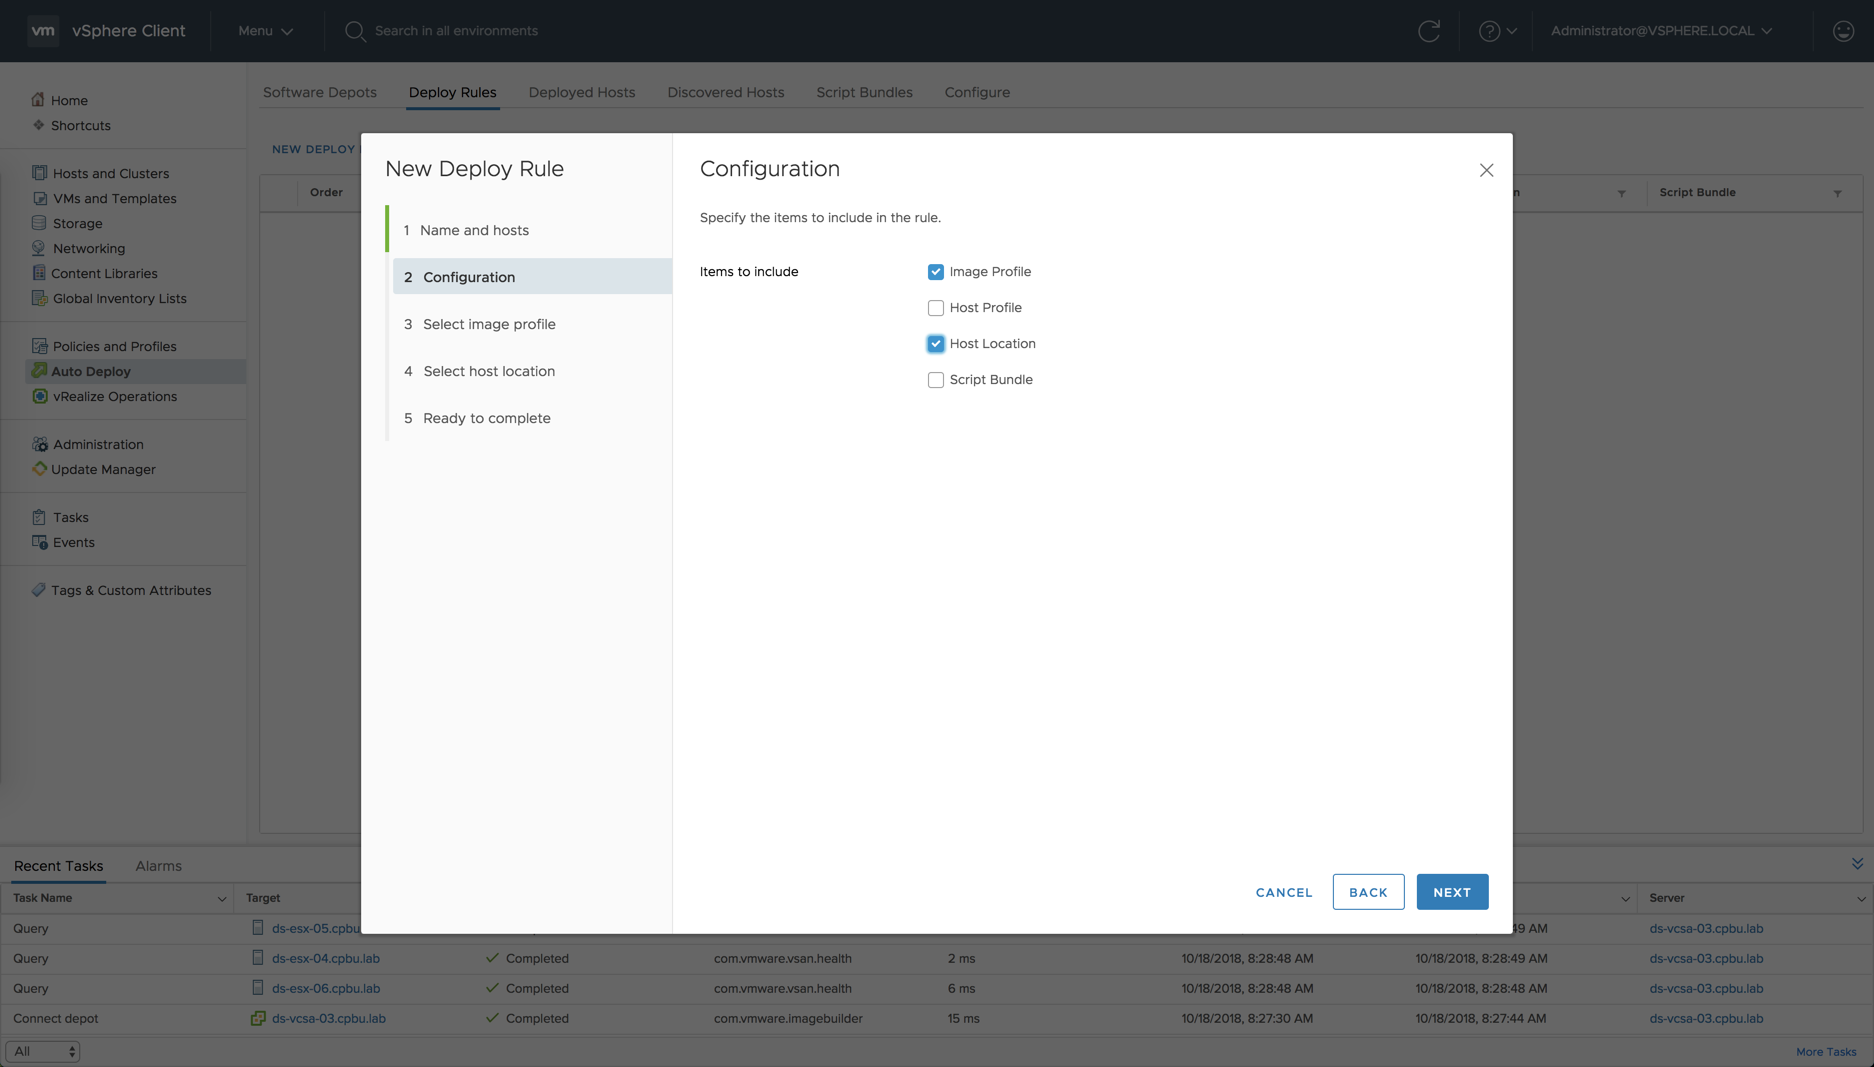 vm vSphere Client Menu Search in all environments ? Administrator@VSPHERE.LOCAL
Home
Shortcuts
Hosts and Clusters
VMs and Templates
Storage
Networking
Content Libraries
Global Inventory Lists
Policies and Profiles
Auto Deploy
vRealize Operations
Administration
Update Manager
Tasks
Events
Tags & Custom Attributes
Software Depots Deploy Rules Deployed Hosts Discovered Hosts Script Bundles Configure
NEW DEPLOY
Order n Script Bundle
New Deploy Rule
1 Name and hosts
2 Configuration
3 Select image profile
4 Select host location
5 Ready to complete
Configuration
Specify the items to include in the rule.
Items to include
Image Profile
Host Profile
Host Location
Script Bundle
CANCEL BACK NEXT
Recent Tasks Alarms
Task Name Target Server
Query ds-esx-05.cpbu 49 AM ds-vcsa-03.cpbu.lab
Query ds-esx-04.cpbu.lab Completed com.vmware.vsan.health 2 ms 10/18/2018, 8:28:48 AM 10/18/2018, 8:28:49 AM ds-vcsa-03.cpbu.lab
Query ds-esx-06.cpbu.lab Completed com.vmware.vsan.health 6 ms 10/18/2018, 8:28:48 AM 10/18/2018, 8:28:49 AM ds-vcsa-03.cpbu.lab
Connect depot ds-vcsa-03.cpbu.lab Completed com.vmware.imagebuilder 15 ms 10/18/2018, 8:27:30 AM 10/18/2018, 8:27:44 AM ds-vcsa-03.cpbu.lab
All More Tasks